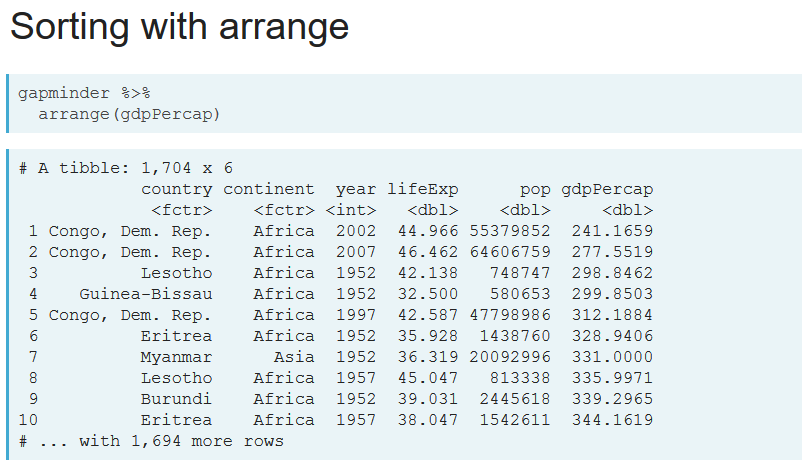 Sorting with arrange
gapminder %>%
  arrange(gdpPercap)
# A tibble: 1,704 x 6
            country continent  year lifeExp      pop gdpPercap
             <fctr>    <fctr> <int>   <dbl>    <dbl>     <dbl>
 1 Congo, Dem. Rep.    Africa  2002  44.966 55379852  241.1659
 2 Congo, Dem. Rep.    Africa  2007  46.462 64606759  277.5519
 3          Lesotho    Africa  1952  42.138   748747  298.8462
 4    Guinea-Bissau    Africa  1952  32.500   580653  299.8503
 5 Congo, Dem. Rep.    Africa  1997  42.587 47798986  312.1884
 6          Eritrea    Africa  1952  35.928  1438760  328.9406
 7          Myanmar      Asia  1952  36.319 20092996  331.0000
 8          Lesotho    Africa  1957  45.047   813338  335.9971
 9          Burundi    Africa  1952  39.031  2445618  339.2965
10          Eritrea    Africa  1957  38.047  1542611  344.1619
# ... with 1,694 more rows